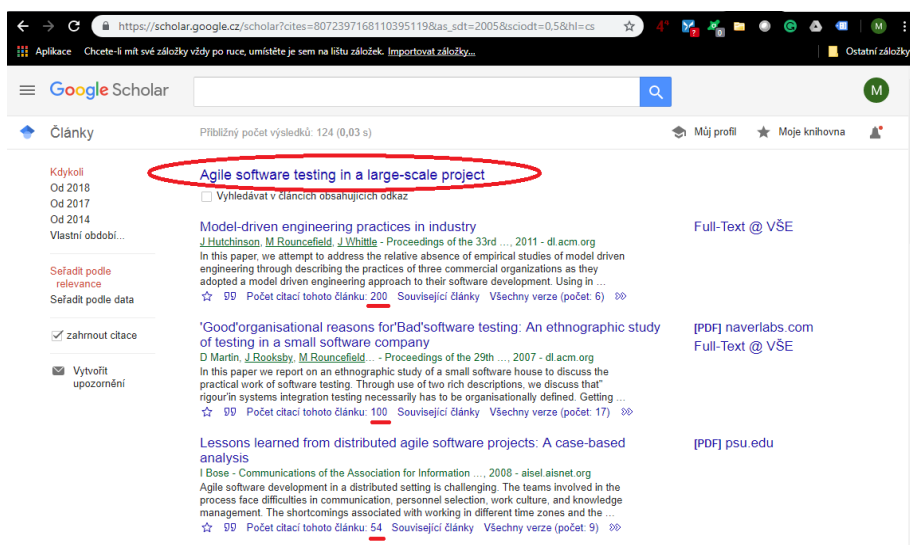 https://scholar.google.cz/scholar?cites=8072397168110395119&as_sdt=2005&sciodt=0,5&hl=cs
Aplikace Chcete-li mít své záložky vždy po ruce, umístěte je sem na lištu záložek. Importovat záložky... Ostatní záložky
Google Scholar M
Články Přibližný počet výsledků: 124 (0,03 s) Můj profil Moje knihovna
Kdykoli
Od 2018
Od 2017
Od 2014
Vlastní období...
Seřadit podle
relevance
Seřadit podle data
zahrnout citace
Vytvořit
upozornění
Agile software testing in a large-scale project
Vyhledávat v článcích obsahujících odkaz
Model-driven engineering practices in industry Full-Text @ VŠE
J Hutchinson, M Rouncefield, J Whittle - Proceedings of the 33rd …, 2011 - dl.acm.org
In this paper, we attempt to address the relative absence of empirical studies of model driven
engineering through describing the practices of three commercial organizations as they
adopted a model driven engineering approach to their software development. Using in …
Počet citací tohoto článku: 200 Související články Všechny verze (počet: 6)
'Good'organisational reasons for'Bad'software testing: An ethnographic study [PDF] naverlabs.com
of testing in a small software company Full-Text @ VŠE
D Martin, J Rooksby, M Rouncefield… - Proceedings of the 29th …, 2007 - dl.acm.org
In this paper we report on an ethnographic study of a small software house to discuss the
practical work of software testing. Through use of two rich descriptions, we discuss that"
rigour'in systems integration testing necessarily has to be organisationally defined. Getting …
Počet citací tohoto článku: 100 Související články Všechny verze (počet: 17)
Lessons learned from distributed agile software projects: A case-based [PDF] psu.edu
analysis
I Bose - Communications of the Association for Information …, 2008 - aisel.aisnet.org
Agile software development in a distributed setting is challenging. The teams involved in the
process face difficulties in communication, personnel selection, work culture, and knowledge
management. The shortcomings associated with working in different time zones and the …
Počet citací tohoto článku: 54 Související články Všechny verze (počet: 9)